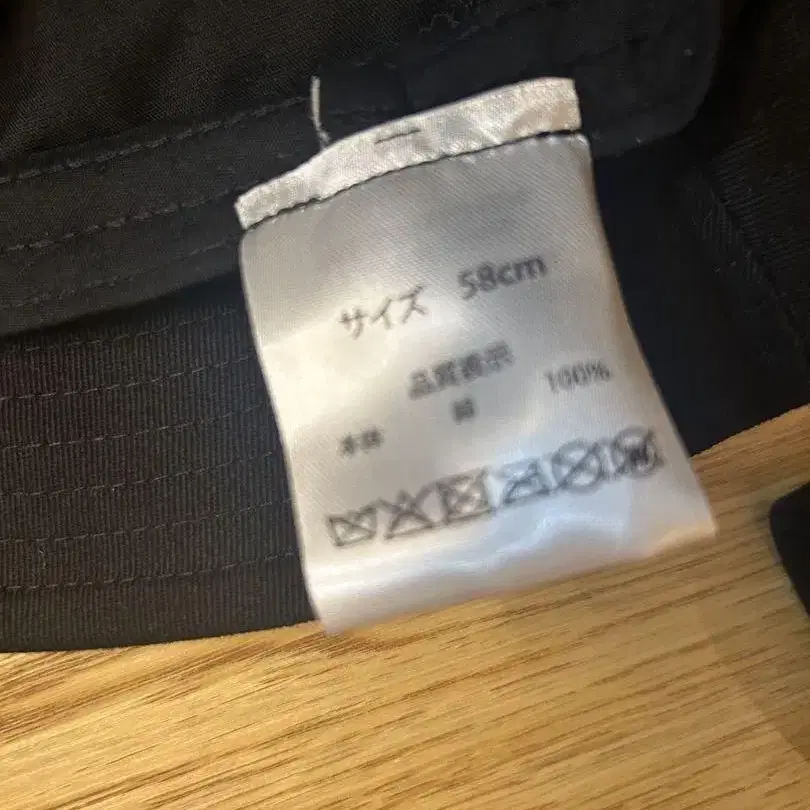 サイズ 58cm
品質表示
本体 綿 100%